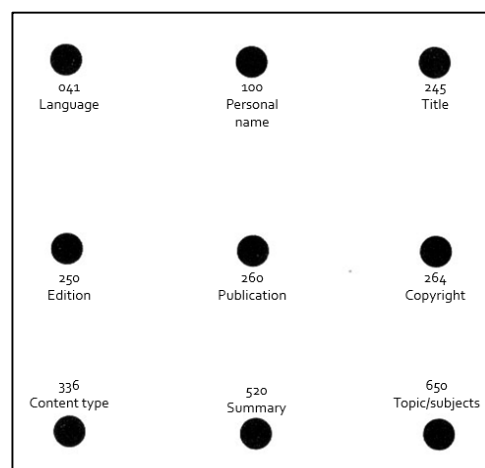 041
Language
100
Personal
name
245
Title
250
Edition
260
Publication
264
Copyright
336
Content type
520
Summary
650
Topic/subjects